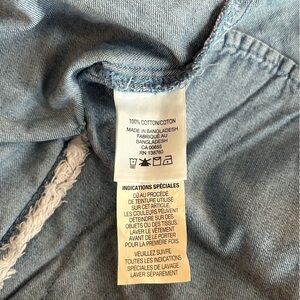 100% COTTON/COTON
MADE IN BANGLADESH
FABRIQUÉ AU
BANGLADESH
CA 00655
RN 138760
INDICATIONS SPÉCIALES
DÛ AU PROCÉDÉ
DE TEINTURE UTILISÉ
SUR CET ARTICLE,
LES COULEURS PEUVENT
DÉTEINDRE SUR DES
OBJETS OU DES TISSUS.
LAVER LE VÊTEMENT
AVANT DE LE PORTER
POUR LA PREMIÈRE FOIS.
VEUILLEZ SUIVRE
TOUTES LES INDICATIONS
SPÉCIALES DE LAVAGE.
LAVER SÉPARÉMENT